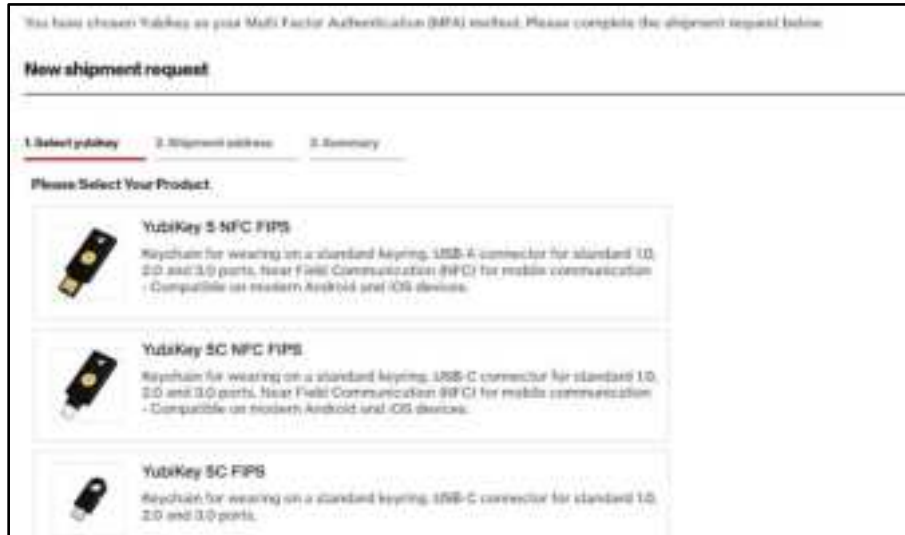 You have chosen Yubikey as your Multi Factor Authentication (MFA) method. Please complete the shipment request below
New shipment request
1. Select yubikey
2. Shipment address
3. Summary
Please Select Your Product.
YubiKey 5 NFC FIPS
Keychain for wearing on a standard keyring. USB-A connector for standard 1.0,
2.0 and 3.0 ports. Near Field Communication (NFC) for mobile communication
- Compatible on modern Android and iOS devices.
YubiKey 5C NFC FIPS
Keychain for wearing on a standard keyring. USB-C connector for standard 1.0,
2.0 and 3.0 ports. Near Field Communication (NFC) for mobile communication
- Compatible on modern Android and iOS devices.
YubiKey 5C FIPS
Keychain for wearing on a standard keyring. USB-C connector for standard 1.0,
2.0 and 3.0 ports.